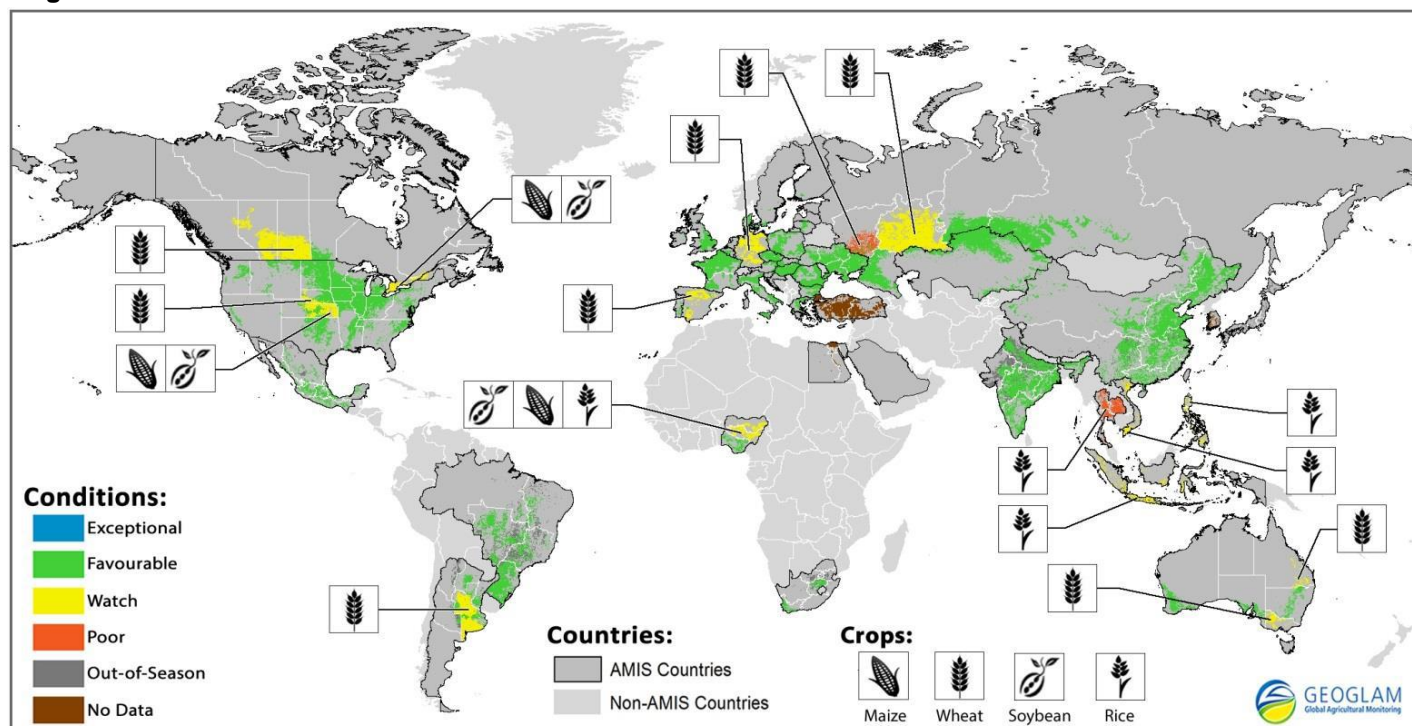 Conditions:
Exceptional
Favourable
Watch
Poor
Out-of-Season
No Data
Countries:
AMIS Countries
Non-AMIS Countries
Crops:
Maize
Wheat
Soybean
Rice
GEOGLAM
Global Agricultural Monitoring